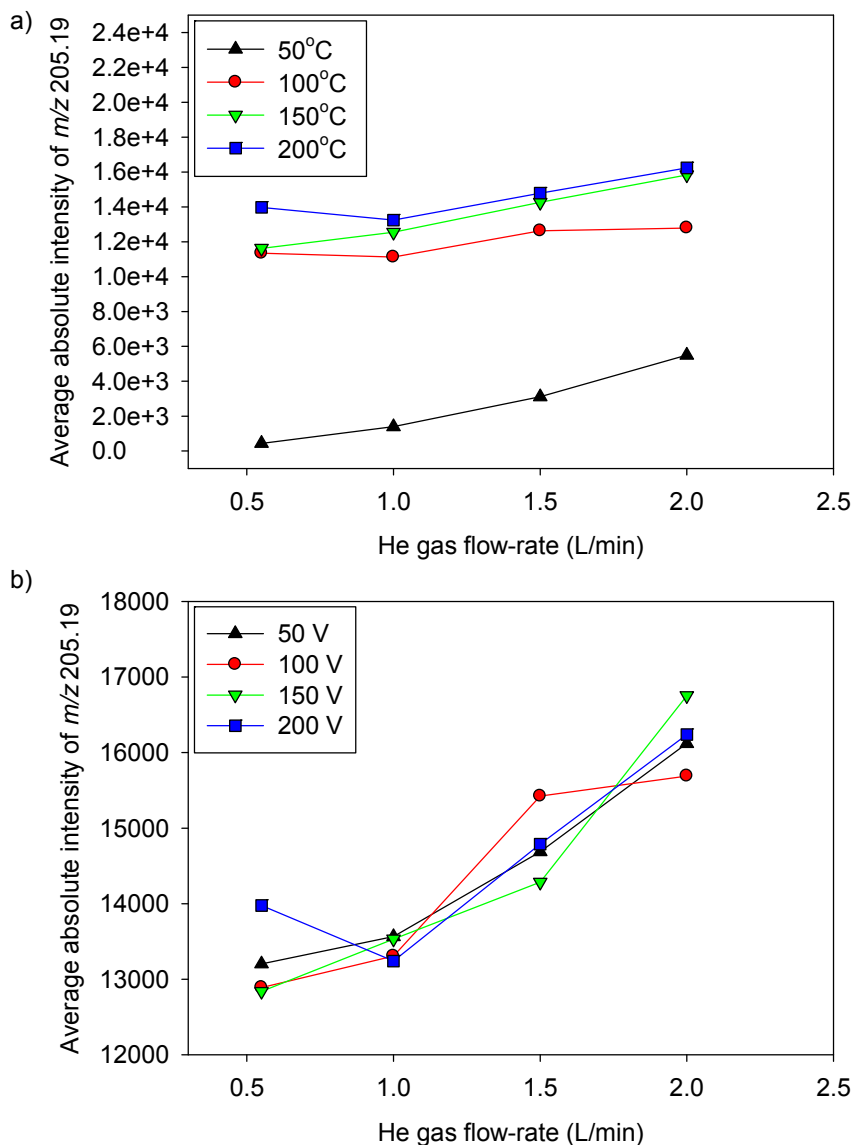 a)
Average absolute intensity of m/z 205.19
2.4e+4
2.2e+4
2.0e+4
1.8e+4
1.6e+4
1.4e+4
1.2e+4
1.0e+4
8.0e+3
6.0e+3
4.0e+3
2.0e+3
0.0
50°C
100°C
150°C
200°C
0.5 1.0 1.5 2.0 2.5
He gas flow-rate (L/min)
b)
Average absolute intensity of m/z 205.19
18000
17000
16000
15000
14000
13000
12000
50 V
100 V
150 V
200 V
0.5 1.0 1.5 2.0 2.5
He gas flow-rate (L/min)